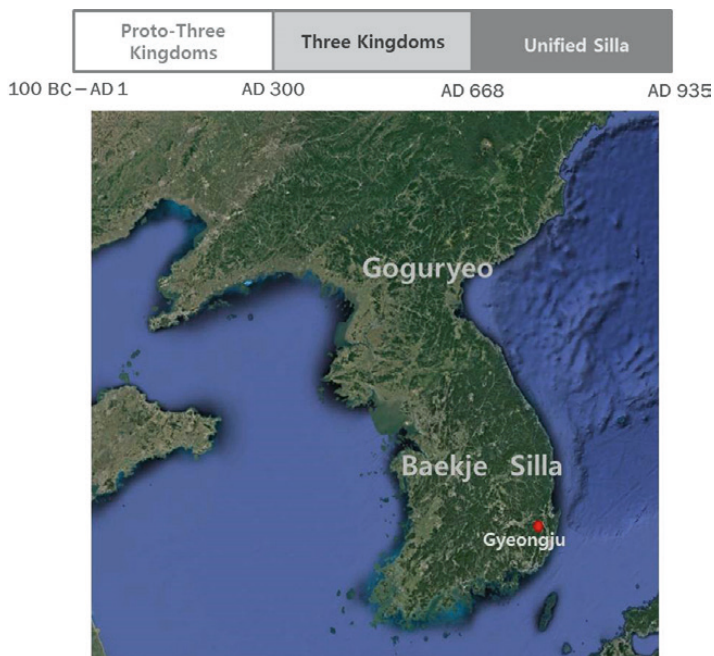 Proto-Three
Kingdoms
Three Kingdoms
Unified Silla
100 BC – AD 1
AD 300
AD 668
AD 935
Goguryeo
Baekje
Silla
Gyeongju